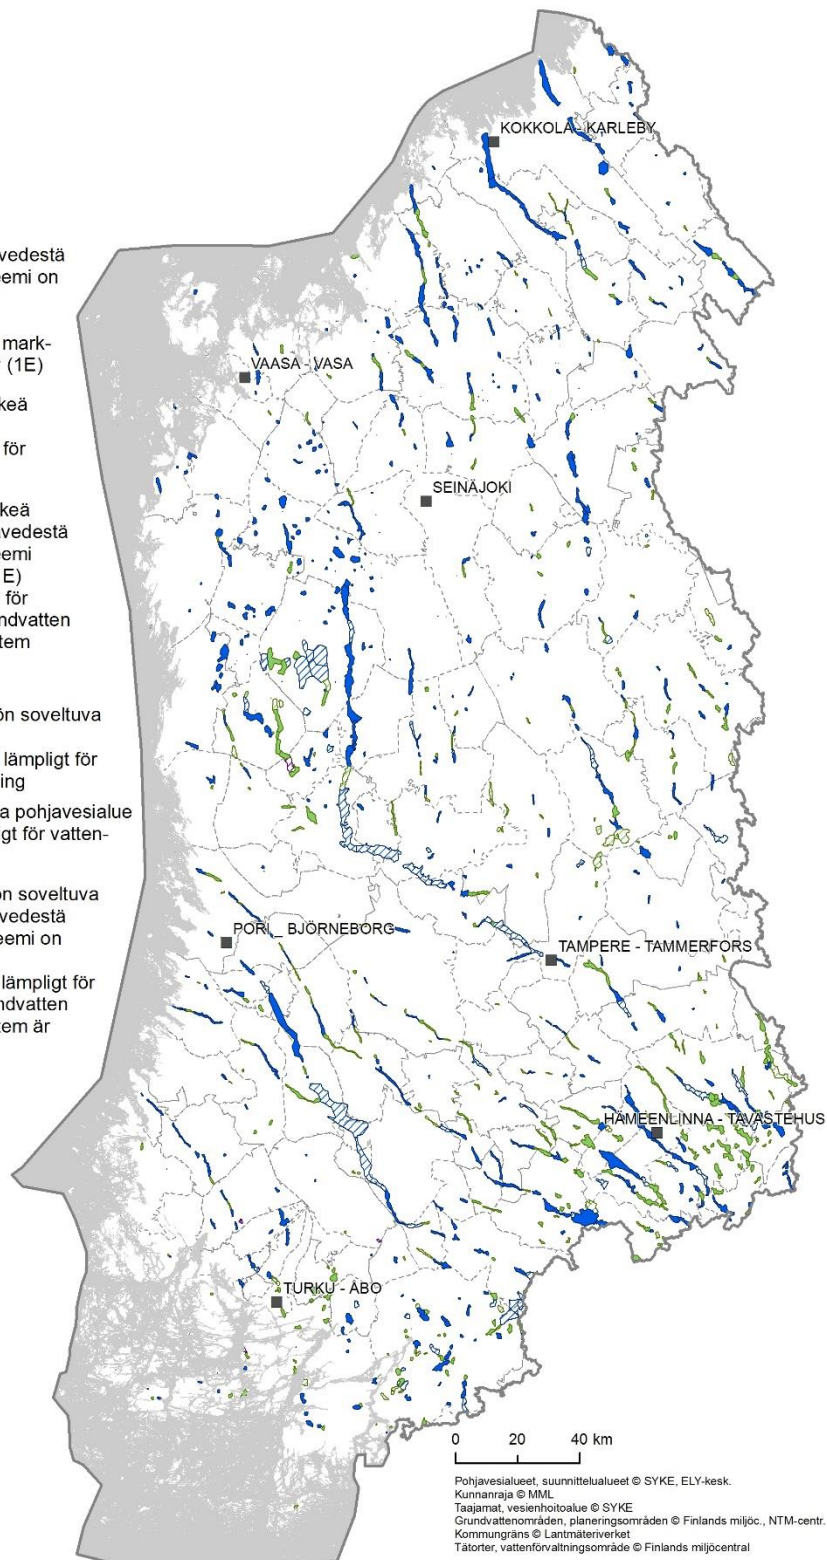 vedestä
eemi on
mark-
(1E)
keä
för
keä
avedestä
eemi
E)
för
ndvatten
tem
ön soveltuva
lämpligt för
ing
a pohjavesialue
gt för vatten-
ön soveltuva
vedestä
eemi on
lämpligt för
ndvatten
tem är
KOKKOLA - KARLEBY
VAASA - VASA
SEINÄJOKI
PORI_ BJÖRNEBORG
TAMPERE - TAMMERFORS
HÄMEENLINNA - TAVASTEHUS
TURKU - ÅBO
0 20 40 km
Pohjavesialueet, suunnittelualueet © SYKE, ELY-kesk.
Kunnanraja © MML
Taajamat, vesienhoitoalue © SYKE
Grundvattenområden, planeringsområden © Finlands miljöc., NTM-centr.
Kommungräns © Lantmäteriverket
Tätorter, vattenförvaltningsområde © Finlands miljöcentral